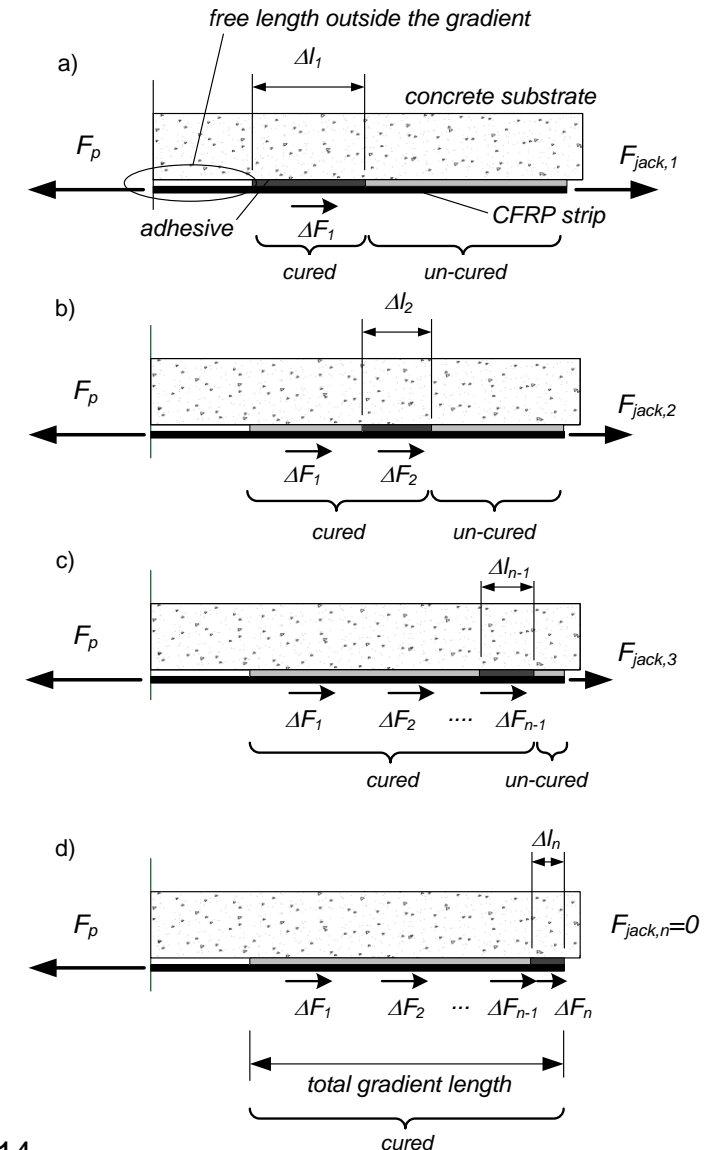 free length outside the gradient
a)
Δl1
concrete substrate
Fp
Fjack,1
adhesive
ΔF1
CFRP strip
cured
un-cured
b)
Δl2
Fp
Fjack,2
ΔF1
ΔF2
cured
un-cured
c)
Δln-1
Fp
Fjack,3
ΔF1
ΔF2
....
ΔFn-1
cured
un-cured
d)
Δln
Fp
Fjack,n=0
ΔF1
ΔF2
...
ΔFn-1
ΔFn
total gradient length
cured